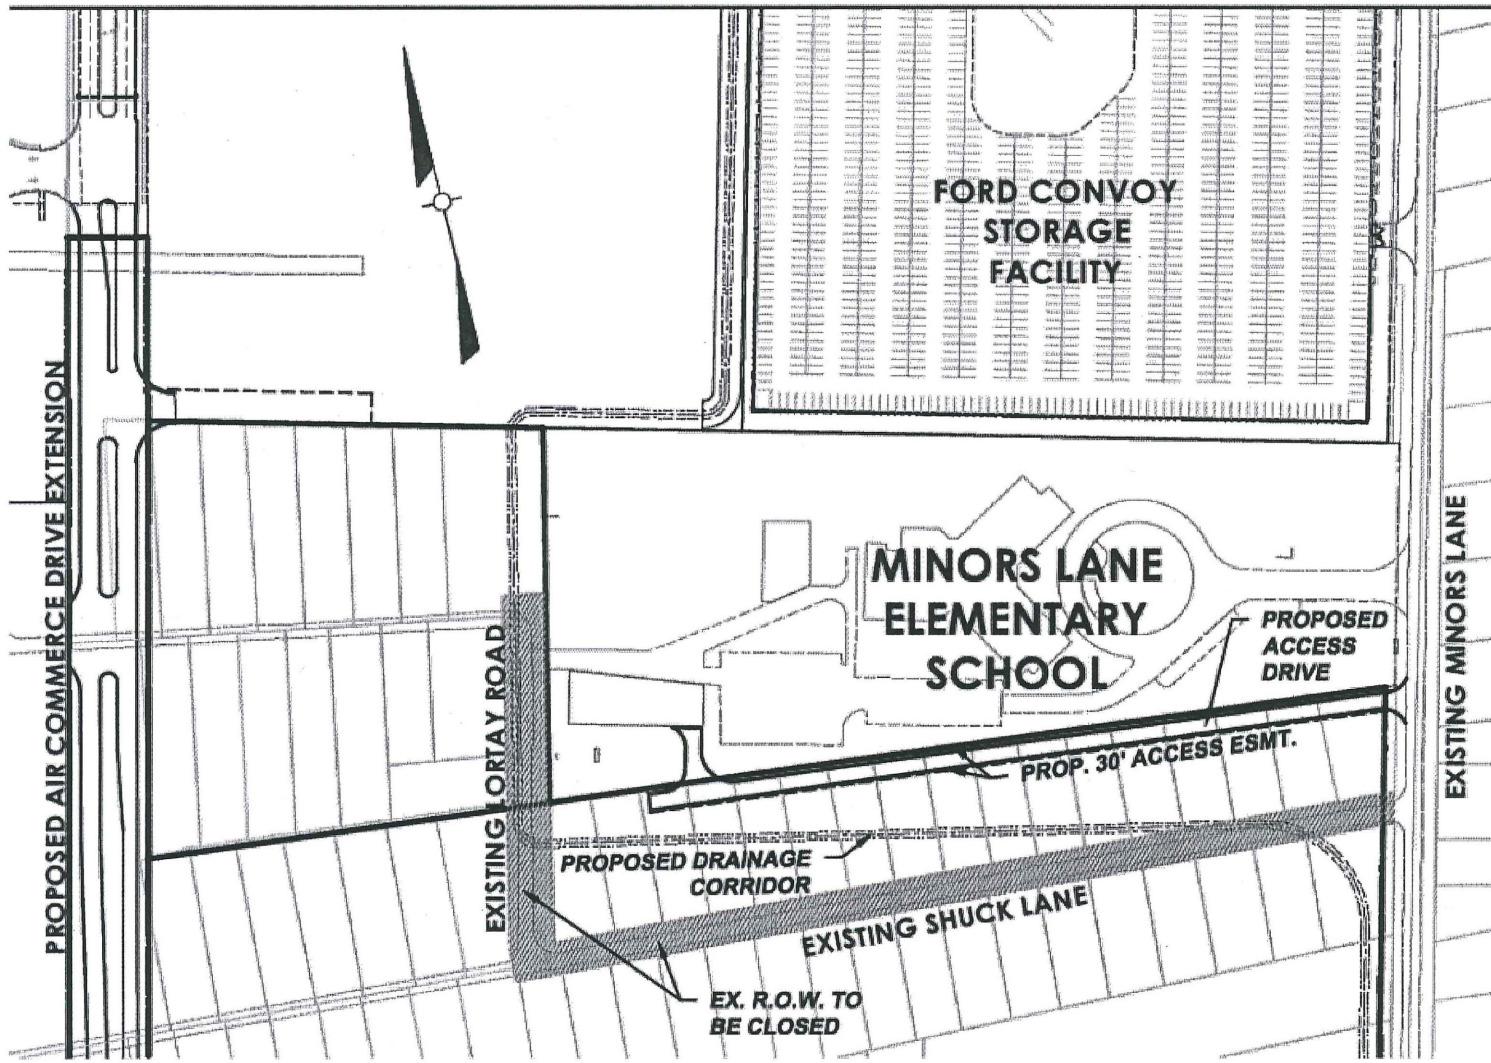 FORD CONVOY
STORAGE
FACILITY
PROPOSED AIR COMMERCE DRIVE EXTENSION
EXISTING LORTAY ROAD
MINORS LANE
ELEMENTARY
SCHOOL
PROPOSED
ACCESS
DRIVE
EXISTING MINORS LANE
PROP. 30' ACCESS ESMT.
PROPOSED DRAINAGE
CORRIDOR
EXISTING SHUCK LANE
EX. R.O.W. TO
BE CLOSED